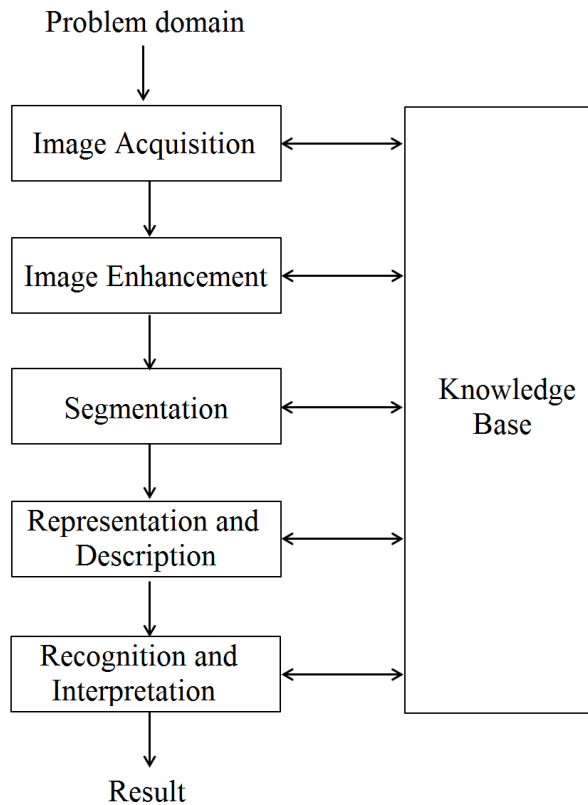 Problem domain
Image Acquisition
Image Enhancement
Segmentation
Representation and
Description
Recognition and
Interpretation
Result
Knowledge
Base